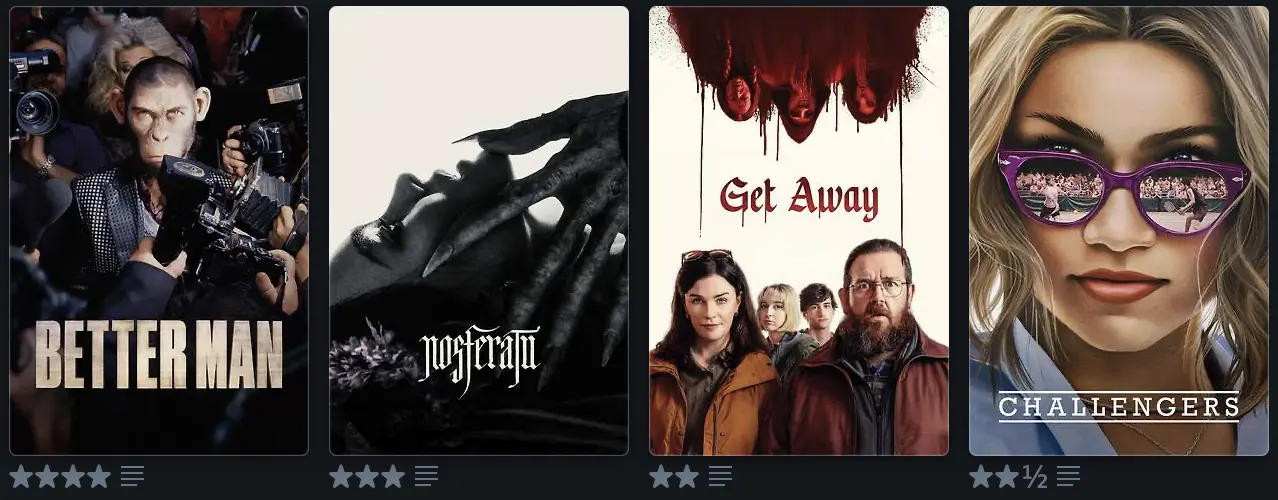 BETTER MAN
nosferatu
Get Away
CHALLENGERS
★★★★
★★★
★★
★★½